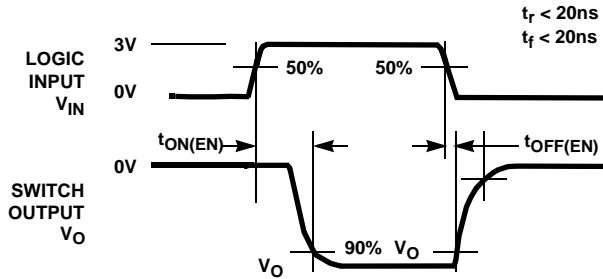 tr < 20ns
tf < 20ns
LOGIC
INPUT
VIN
3V
0V
50%
50%
tON(EN)
tOFF(EN)
0V
SWITCH
OUTPUT
VO
VO
90% VO